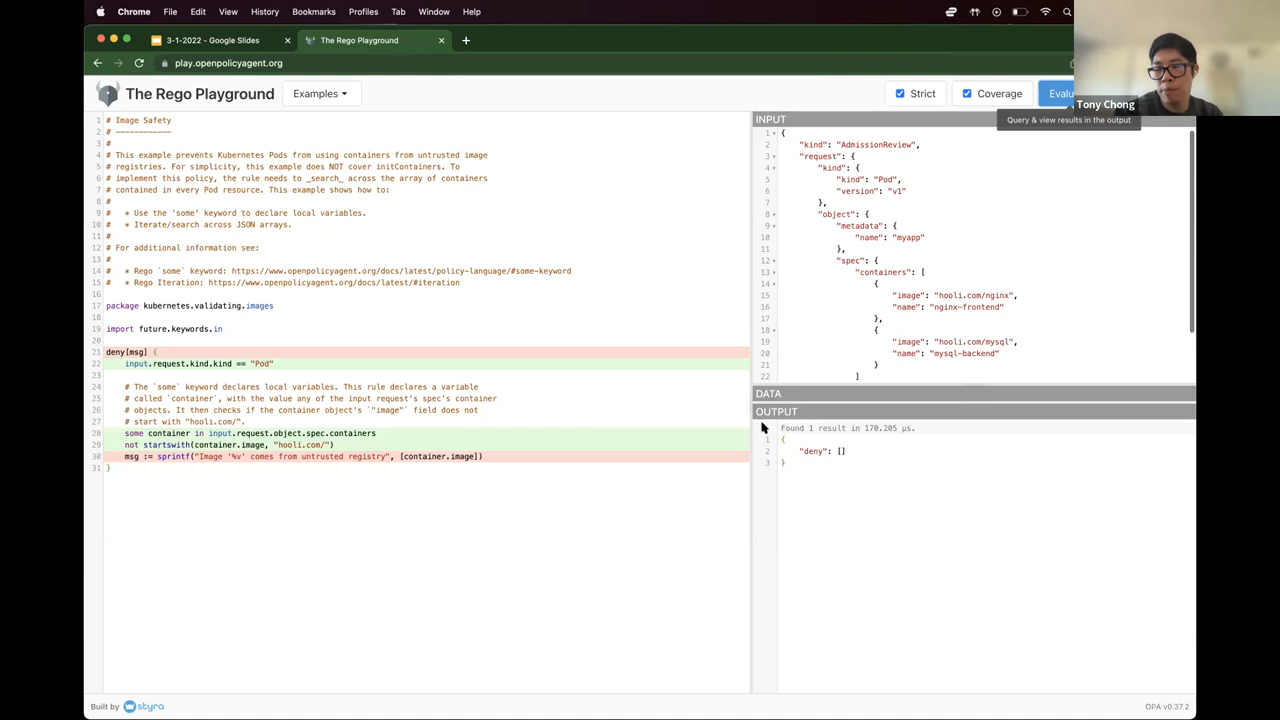 Chrome File Edit View History Bookmarks Profiles Tab Window Help
3-1-2022 - Google Slides
The Rego Playground
play.openpolicyagent.org
The Rego Playground
Examples
Strict
Coverage
Evalu
Tony Chong
Query & view results in the output
1 # Image Safety
2 # ------------
3 #
4 # This example prevents Kubernetes Pods from using containers from untrusted image
5 # registries. For simplicity, this example does NOT cover initContainers. To
6 # implement this policy, the rule needs to _search_ across the array of containers
7 # contained in every Pod resource. This example shows how to:
8 #
9 #   * Use the 'some' keyword to declare local variables.
10 #   * Iterate/search across JSON arrays.
11 #
12 # For additional information see:
13 #
14 #   * Rego `some` keyword: https://www.openpolicyagent.org/docs/latest/policy-language/#some-keyword
15 #   * Rego Iteration: https://www.openpolicyagent.org/docs/latest/#iteration
16
17 package kubernetes.validating.images
18
19 import future.keywords.in
20
21 deny[msg] {
22     input.request.kind.kind == "Pod"
23
24     # The `some` keyword declares local variables. This rule declares a variable
25     # called `container`, with the value any of the input request's spec's container
26     # objects. It then checks if the container object's `"image"` field does not
27     # start with "hooli.com/".
28     some container in input.request.object.spec.containers
29     not startswith(container.image, "hooli.com/")
30     msg := sprintf("Image '%v' comes from untrusted registry", [container.image])
31 }
INPUT
1 {
2     "kind": "AdmissionReview",
3     "request": {
4         "kind": {
5             "kind": "Pod",
6             "version": "v1"
7         },
8         "object": {
9             "metadata": {
10                 "name": "myapp"
11             },
12             "spec": {
13                 "containers": [
14                     {
15                         "image": "hooli.com/nginx",
16                         "name": "nginx-frontend"
17                     },
18                     {
19                         "image": "hooli.com/mysql",
20                         "name": "mysql-backend"
21                     }
22                 ]
DATA
OUTPUT
Found 1 result in 170.205 µs.
1 {
2     "deny": []
3 }
Built by styra
OPA v0.37.2